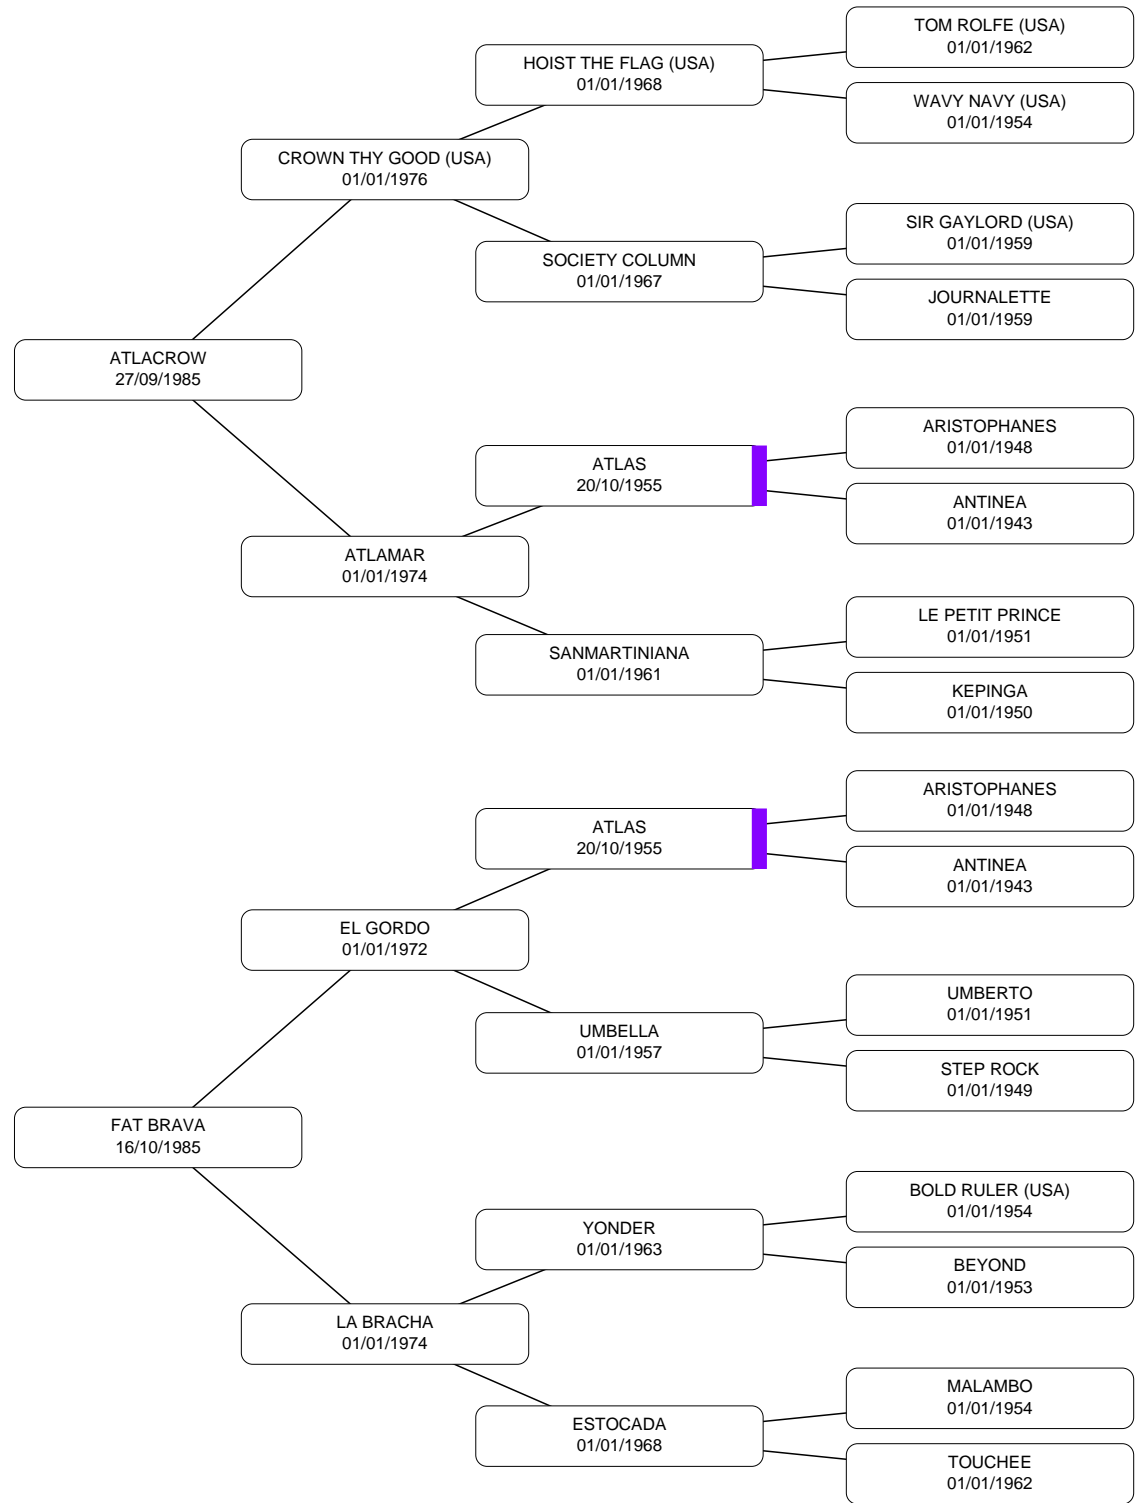 TOM ROLFE (USA)
01/01/1962
HOIST THE FLAG (USA)
01/01/1968
WAVY NAVY (USA)
01/01/1954
CROWN THY GOOD (USA)
01/01/1976
SIR GAYLORD (USA)
01/01/1959
SOCIETY COLUMN
01/01/1967
JOURNALETTE
01/01/1959
ATLACROW
27/09/1985
ARISTOPHANES
01/01/1948
ATLAS
20/10/1955
ANTINEA
01/01/1943
ATLAMAR
01/01/1974
LE PETIT PRINCE
01/01/1951
SANMARTINIANA
01/01/1961
KEPINGA
01/01/1950
ARISTOPHANES
01/01/1948
ATLAS
20/10/1955
ANTINEA
01/01/1943
EL GORDO
01/01/1972
UMBERTO
01/01/1951
UMBELLA
01/01/1957
STEP ROCK
01/01/1949
FAT BRAVA
16/10/1985
BOLD RULER (USA)
01/01/1954
YONDER
01/01/1963
BEYOND
01/01/1953
LA BRACHA
01/01/1974
MALAMBO
01/01/1954
ESTOCADA
01/01/1968
TOUCHEE
01/01/1962